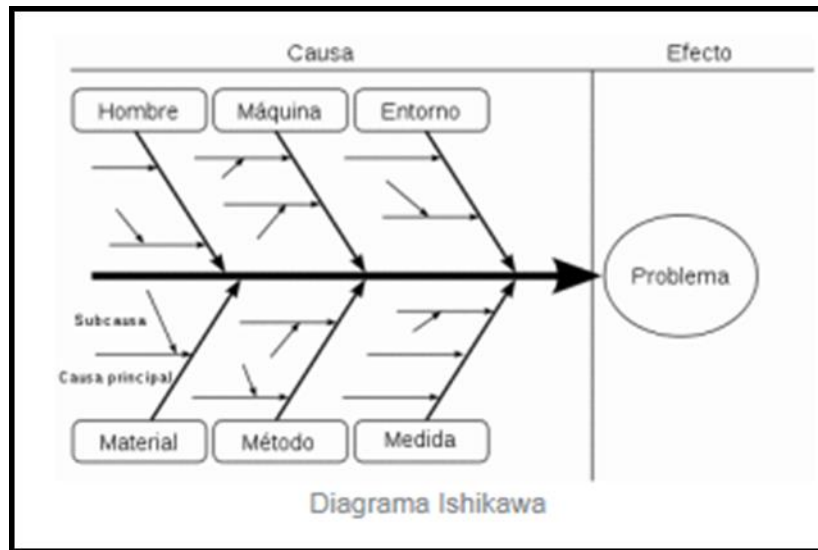 Causa Efecto
Hombre Máquina Entorno
Problema
Subcausa
Causa principal
Material Método Medida
Diagrama Ishikawa